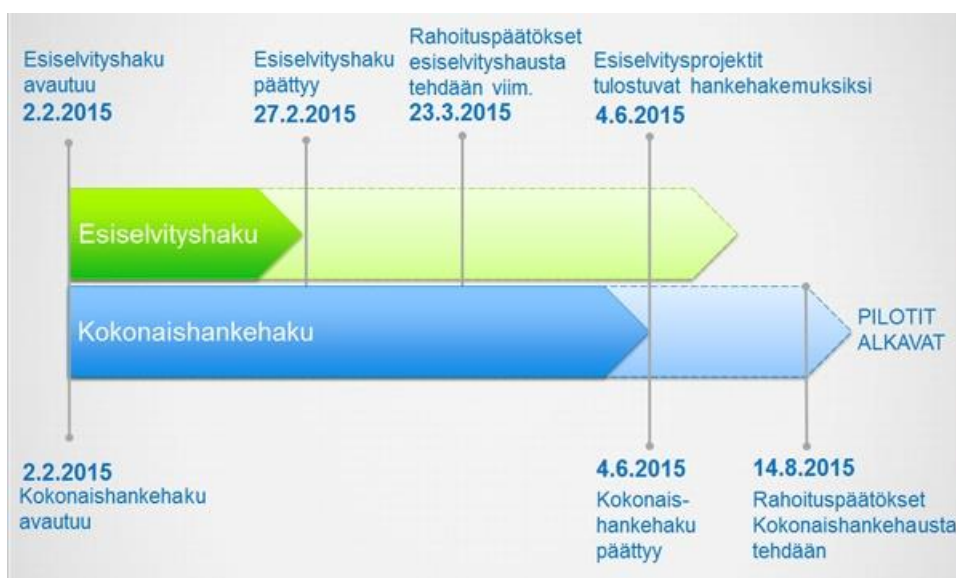 Esiselvityshaku
avautuu
2.2.2015
Esiselvityshaku
päättyy
27.2.2015
Rahoituspäätökset
esiselvityshausta
tehdään viim.
23.3.2015
Esiselvitysprojektit
tulostuvat hankehakemuksiksi
4.6.2015
Esiselvityshaku
Kokonaishankehaku
PILOTIT
ALKAVAT
2.2.2015
Kokonaishankehaku
avautuu
4.6.2015
Kokonais-
hankehaku
päättyy
14.8.2015
Rahoituspäätökset
Kokonaishankehausta
tehdään